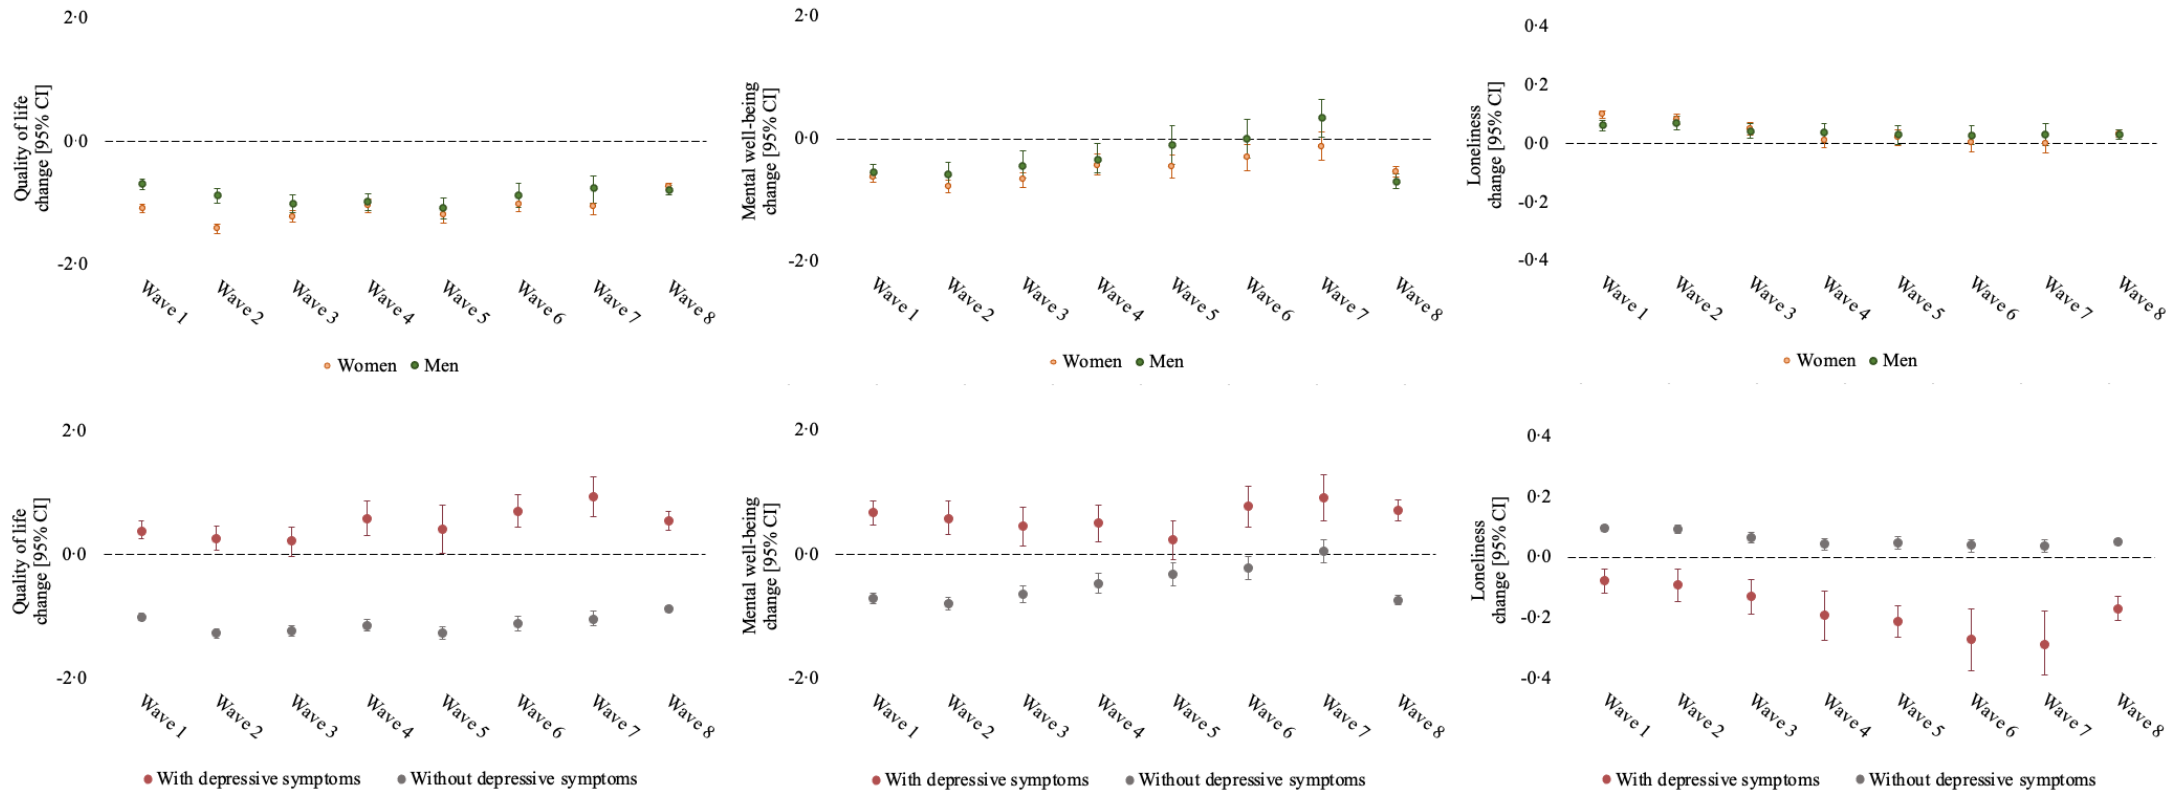 2·0
0·0
-2·0
Quality of life
change [95% CI]
Wave 1
Wave 2
Wave 3
Wave 4
Wave 5
Wave 6
Wave 7
Wave 8
Women
Men
2·0
0·0
-2·0
Mental well-being
change [95% CI]
Wave 1
Wave 2
Wave 3
Wave 4
Wave 5
Wave 6
Wave 7
Wave 8
Women
Men
0·4
0·2
0·0
-0·2
-0·4
Loneliness
change [95% CI]
Wave 1
Wave 2
Wave 3
Wave 4
Wave 5
Wave 6
Wave 7
Wave 8
Women
Men
2·0
0·0
-2·0
Quality of life
change [95% CI]
Wave 1
Wave 2
Wave 3
Wave 4
Wave 5
Wave 6
Wave 7
Wave 8
With depressive symptoms
Without depressive symptoms
2·0
0·0
-2·0
Mental well-being
change [95% CI]
Wave 1
Wave 2
Wave 3
Wave 4
Wave 5
Wave 6
Wave 7
Wave 8
With depressive symptoms
Without depressive symptoms
0·4
0·2
0·0
-0·2
-0·4
Loneliness
change [95% CI]
Wave 1
Wave 2
Wave 3
Wave 4
Wave 5
Wave 6
Wave 7
Wave 8
With depressive symptoms
Without depressive symptoms